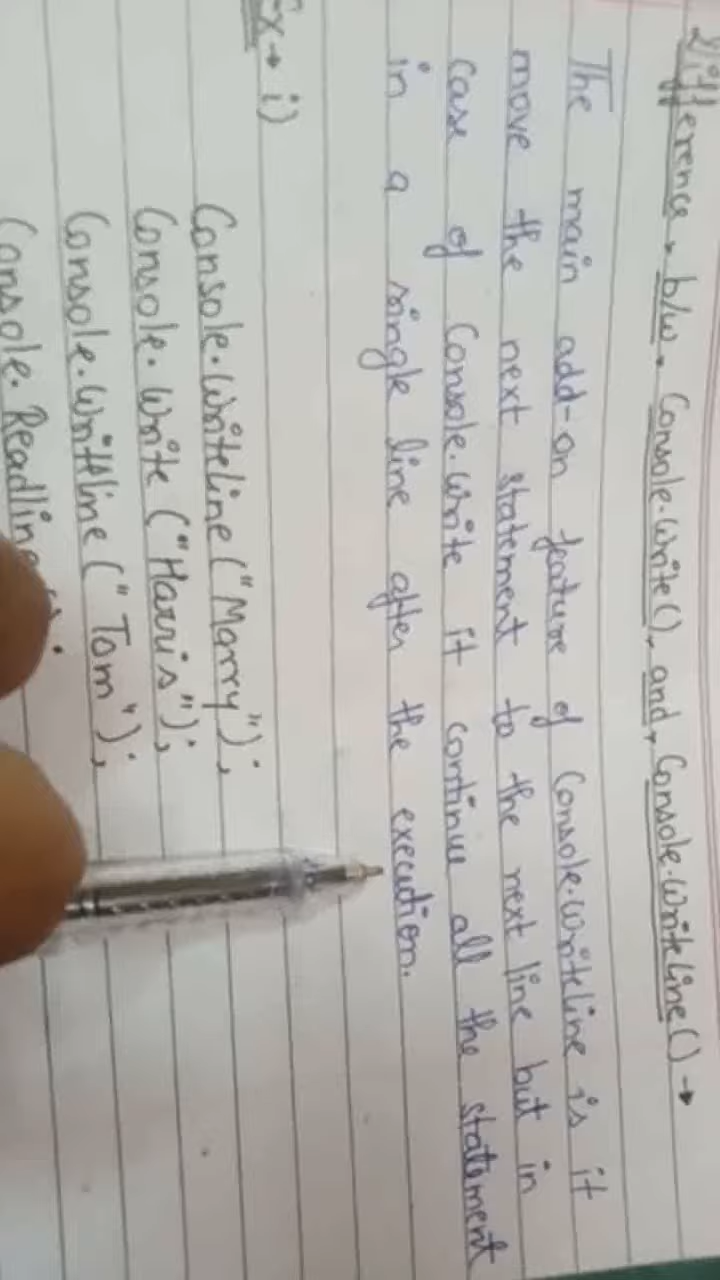 Difference b/w Console.Write() and Console.WriteLine() →
The main add-on feature of Console.Writeline is it
move the next statement to the next line but in
case of Console.Write it continue all the statement
in a single line after the execution.
Ex → i)
Console.Writeline ("Marry");
Console.Write ("Harris");
Console.Writeline ("Tom");
Console.Readline